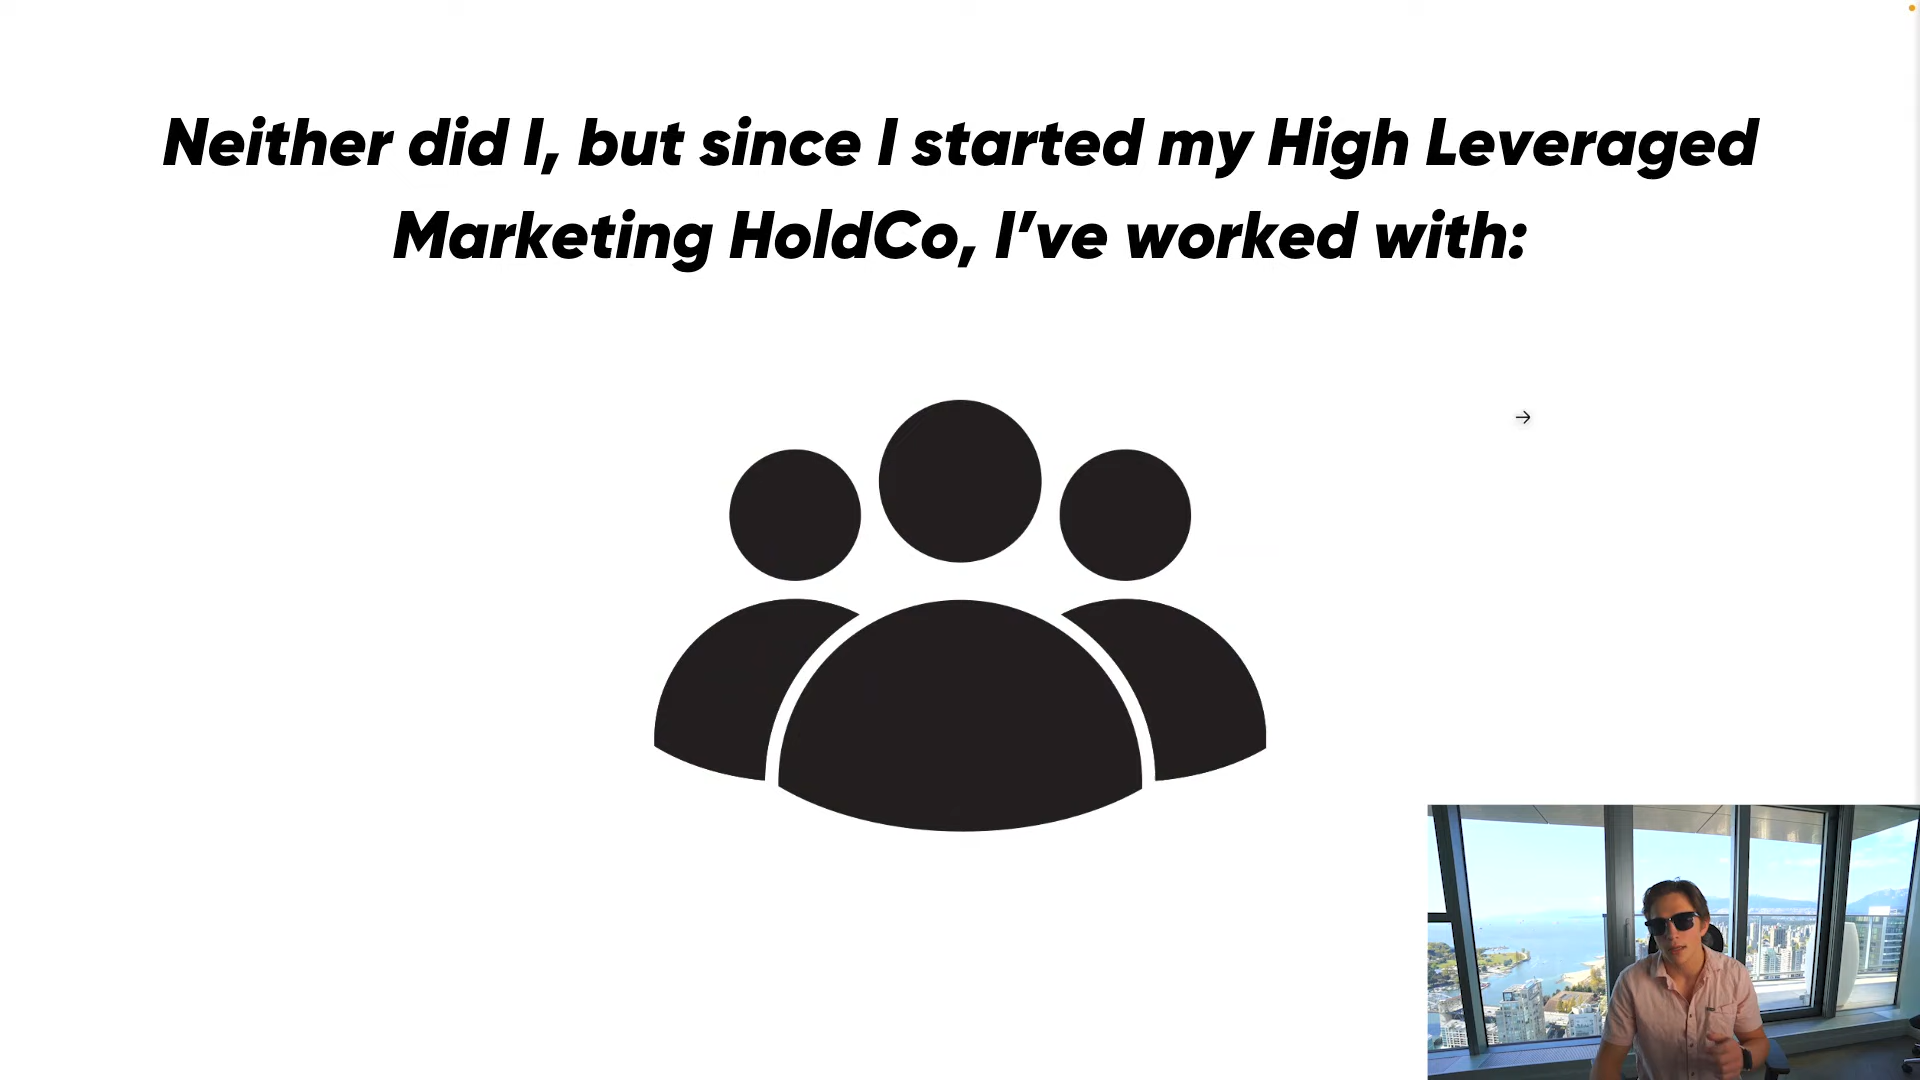 Neither did I, but since I started my High Leveraged
Marketing HoldCo, I’ve worked with: